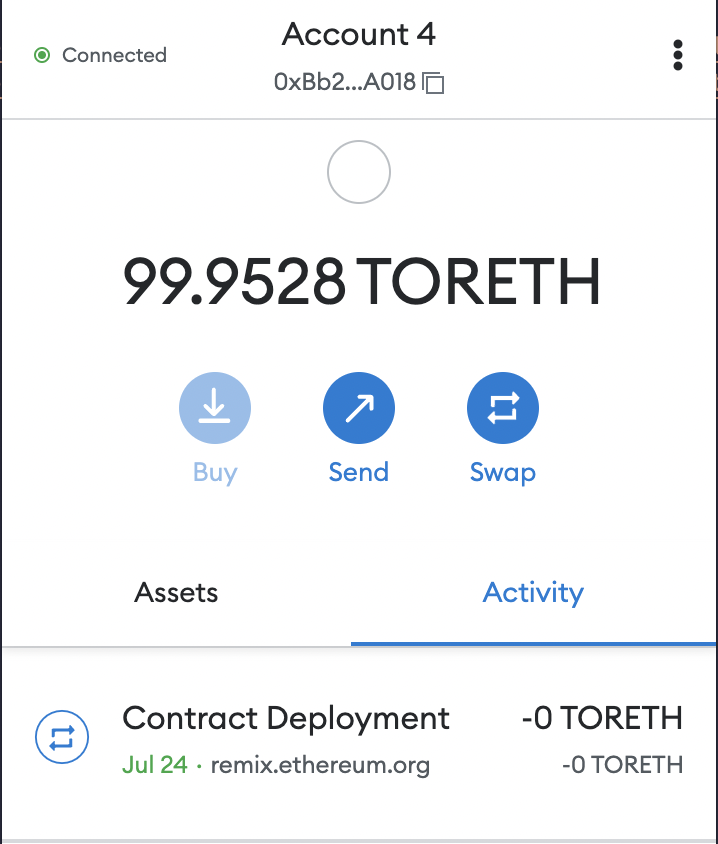 Account 4
Connected
0xBb2...A018
99.9528 TORETH
Buy Send Swap
Assets Activity
Contract Deployment -0 TORETH
Jul 24 · remix.ethereum.org -0 TORETH